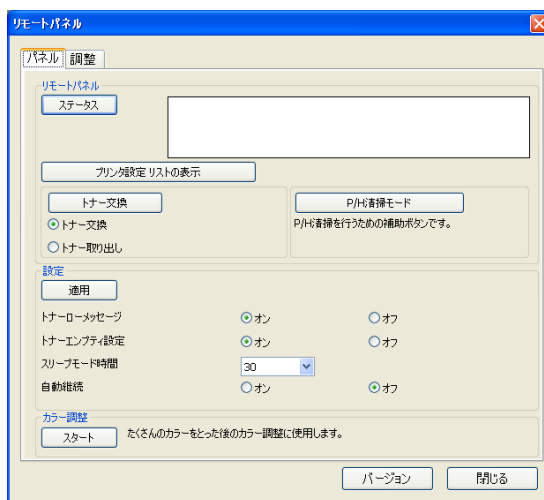 リモートパネル
パネル 調整
リモートパネル
ステータス
プリンタ設定リストの表示
トナー交換 P/H清掃モード
トナー交換 P/H清掃を行うための補助ボタンです。
トナー取り出し
設定
適用
トナーローメッセージ オン オフ
トナーエンプティ設定 オン オフ
スリープモード時間 30
自動継続 オン オフ
カラー調整
スタート たくさんのカラーをとった後のカラー調整に使用します。
バージョン 閉じる